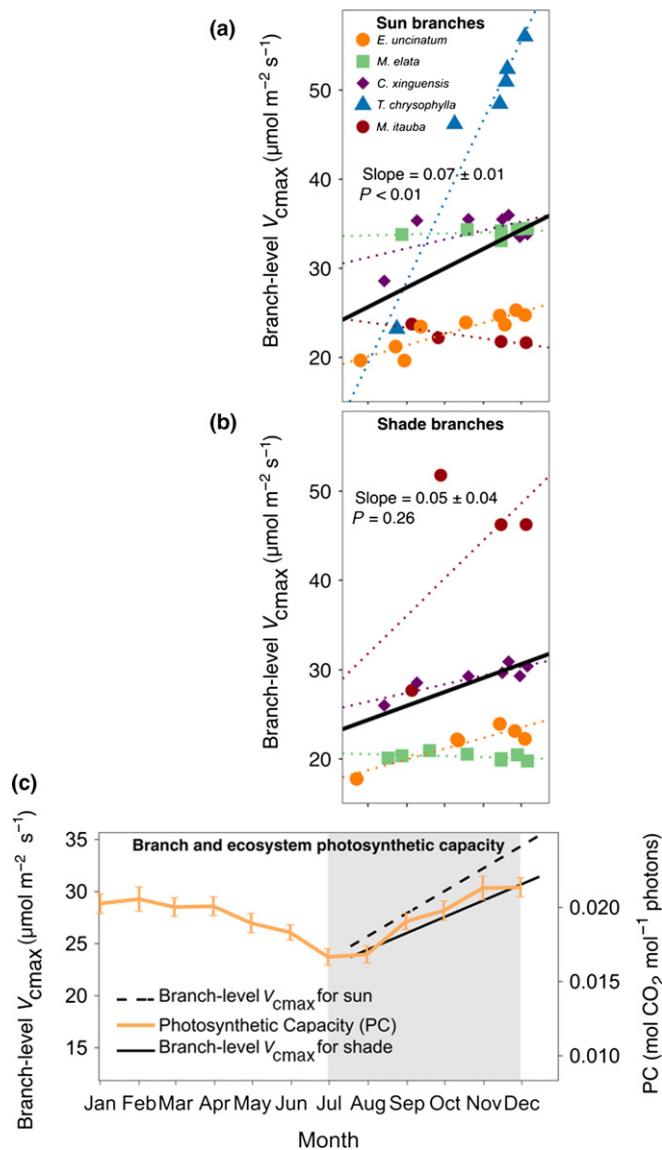 (a)
Sun branches
E. uncinatum
M. elata
C. xinguensis
T. chrysophylla
M. itauba
Slope = 0.07 ± 0.01
P < 0.01
50
40
30
20
Branch-level Vcmax (μmol m−2 s−1)
(b)
Shade branches
Slope = 0.05 ± 0.04
P = 0.26
50
40
30
20
Branch-level Vcmax (μmol m−2 s−1)
(c)
Branch and ecosystem photosynthetic capacity
35
31
27
23
19
15
Branch-level Vcmax (μmol m−2 s−1)
Branch-level Vcmax for sun
Photosynthetic Capacity (PC)
Branch-level Vcmax for shade
0.020
0.015
0.010
PC (mol CO2 mol−1 photons)
Jan Feb Mar Apr May Jun Jul Aug Sep Oct Nov Dec
Month